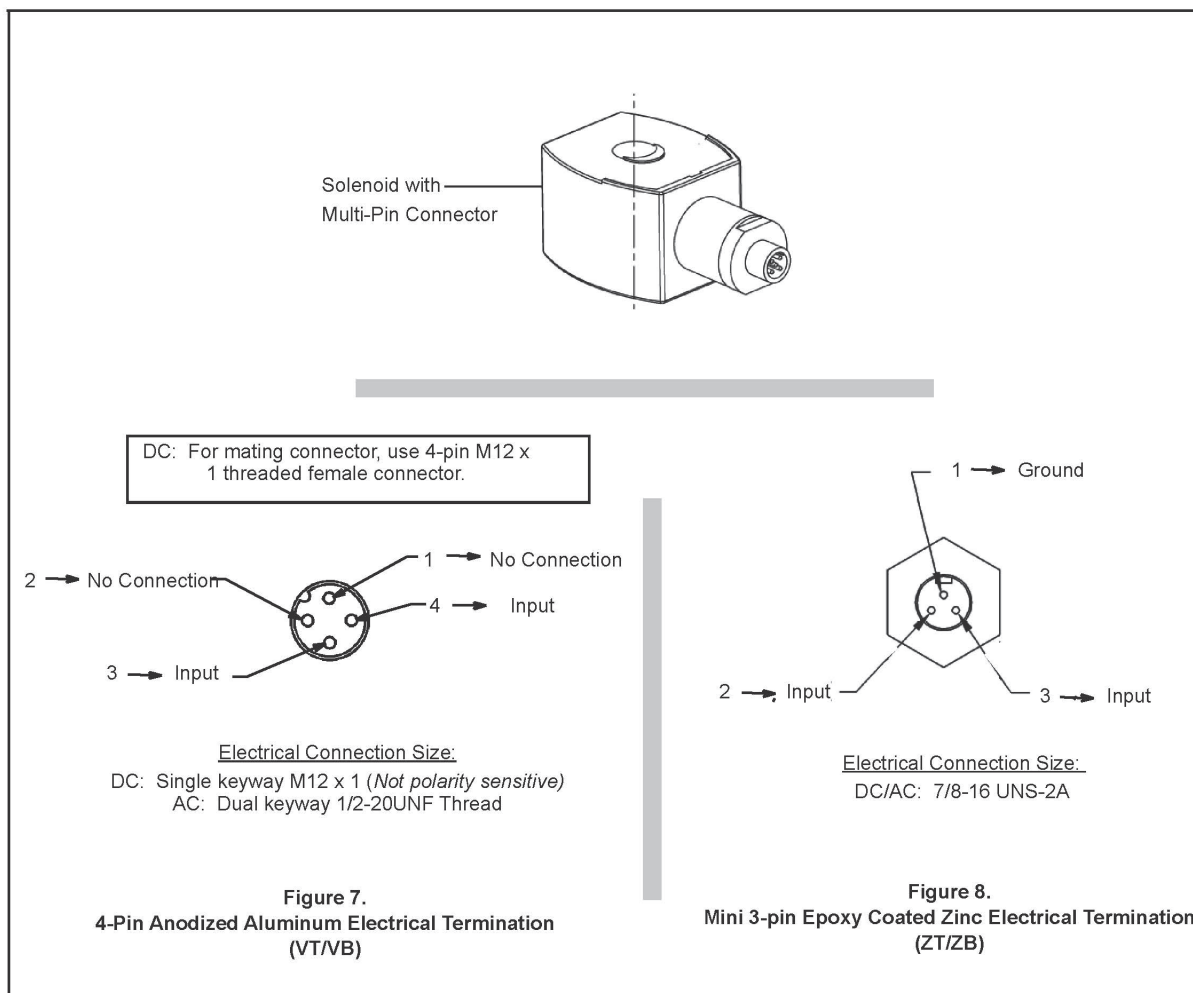 Solenoid with
Multi-Pin Connector
DC: For mating connector, use 4-pin M12 x
1 threaded female connector.
1 → No Connection
2 → No Connection
4 → Input
3 → Input
Electrical Connection Size:
DC: Single keyway M12 x 1 (Not polarity sensitive)
AC: Dual keyway 1/2-20UNF Thread
Figure 7.
4-Pin Anodized Aluminum Electrical Termination
(VT/VB)
1 → Ground
2 → Input
3 → Input
Electrical Connection Size:
DC/AC: 7/8-16 UNS-2A
Figure 8.
Mini 3-pin Epoxy Coated Zinc Electrical Termination
(ZT/ZB)